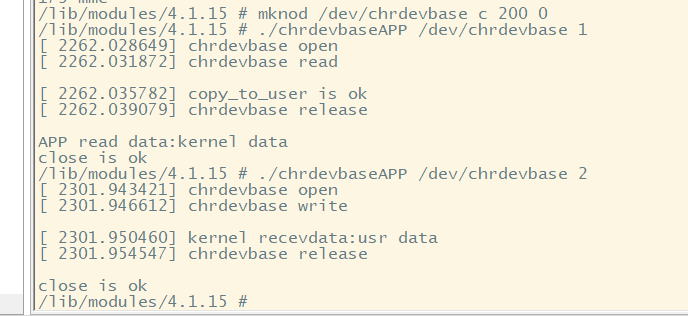 /lib/modules/4.1.15 # mknod /dev/chrdevbase c 200 0
/lib/modules/4.1.15 # ./chrdevbaseAPP /dev/chrdevbase 1
[ 2262.028649] chrdevbase open
[ 2262.031872] chrdevbase read
[ 2262.035782] copy_to_user is ok
[ 2262.039079] chrdevbase release
APP read data:kernel data
close is ok
/lib/modules/4.1.15 # ./chrdevbaseAPP /dev/chrdevbase 2
[ 2301.943421] chrdevbase open
[ 2301.946612] chrdevbase write
[ 2301.950460] kernel recevdata:usr data
[ 2301.954547] chrdevbase release
close is ok
/lib/modules/4.1.15 #